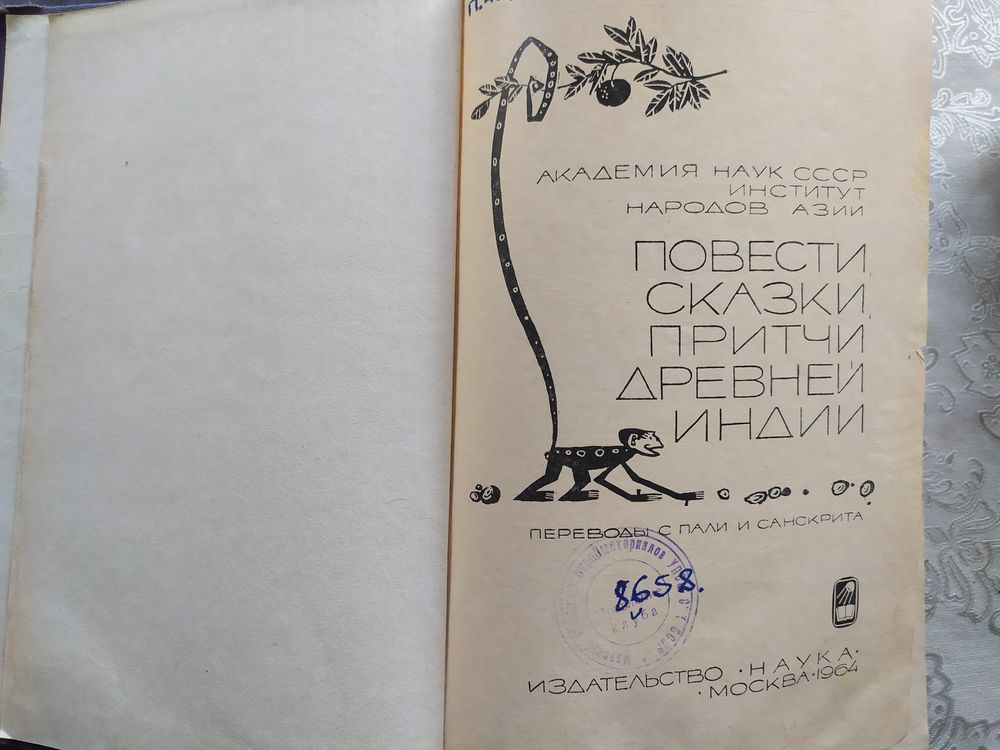 АКАДЕМИЯ НАУК СССР
ИНСТИТУТ
НАРОДОВ АЗИИ
ПОВЕСТИ,
СКАЗКИ,
ПРИТЧИ
ДРЕВНЕЙ
ИНДИИ
ПЕРЕВОДЫ С ПАЛИ И САНСКРИТА
8658.
клуба
ИЗДАТЕЛЬСТВО · НАУКА ·
· МОСКВА · 1964